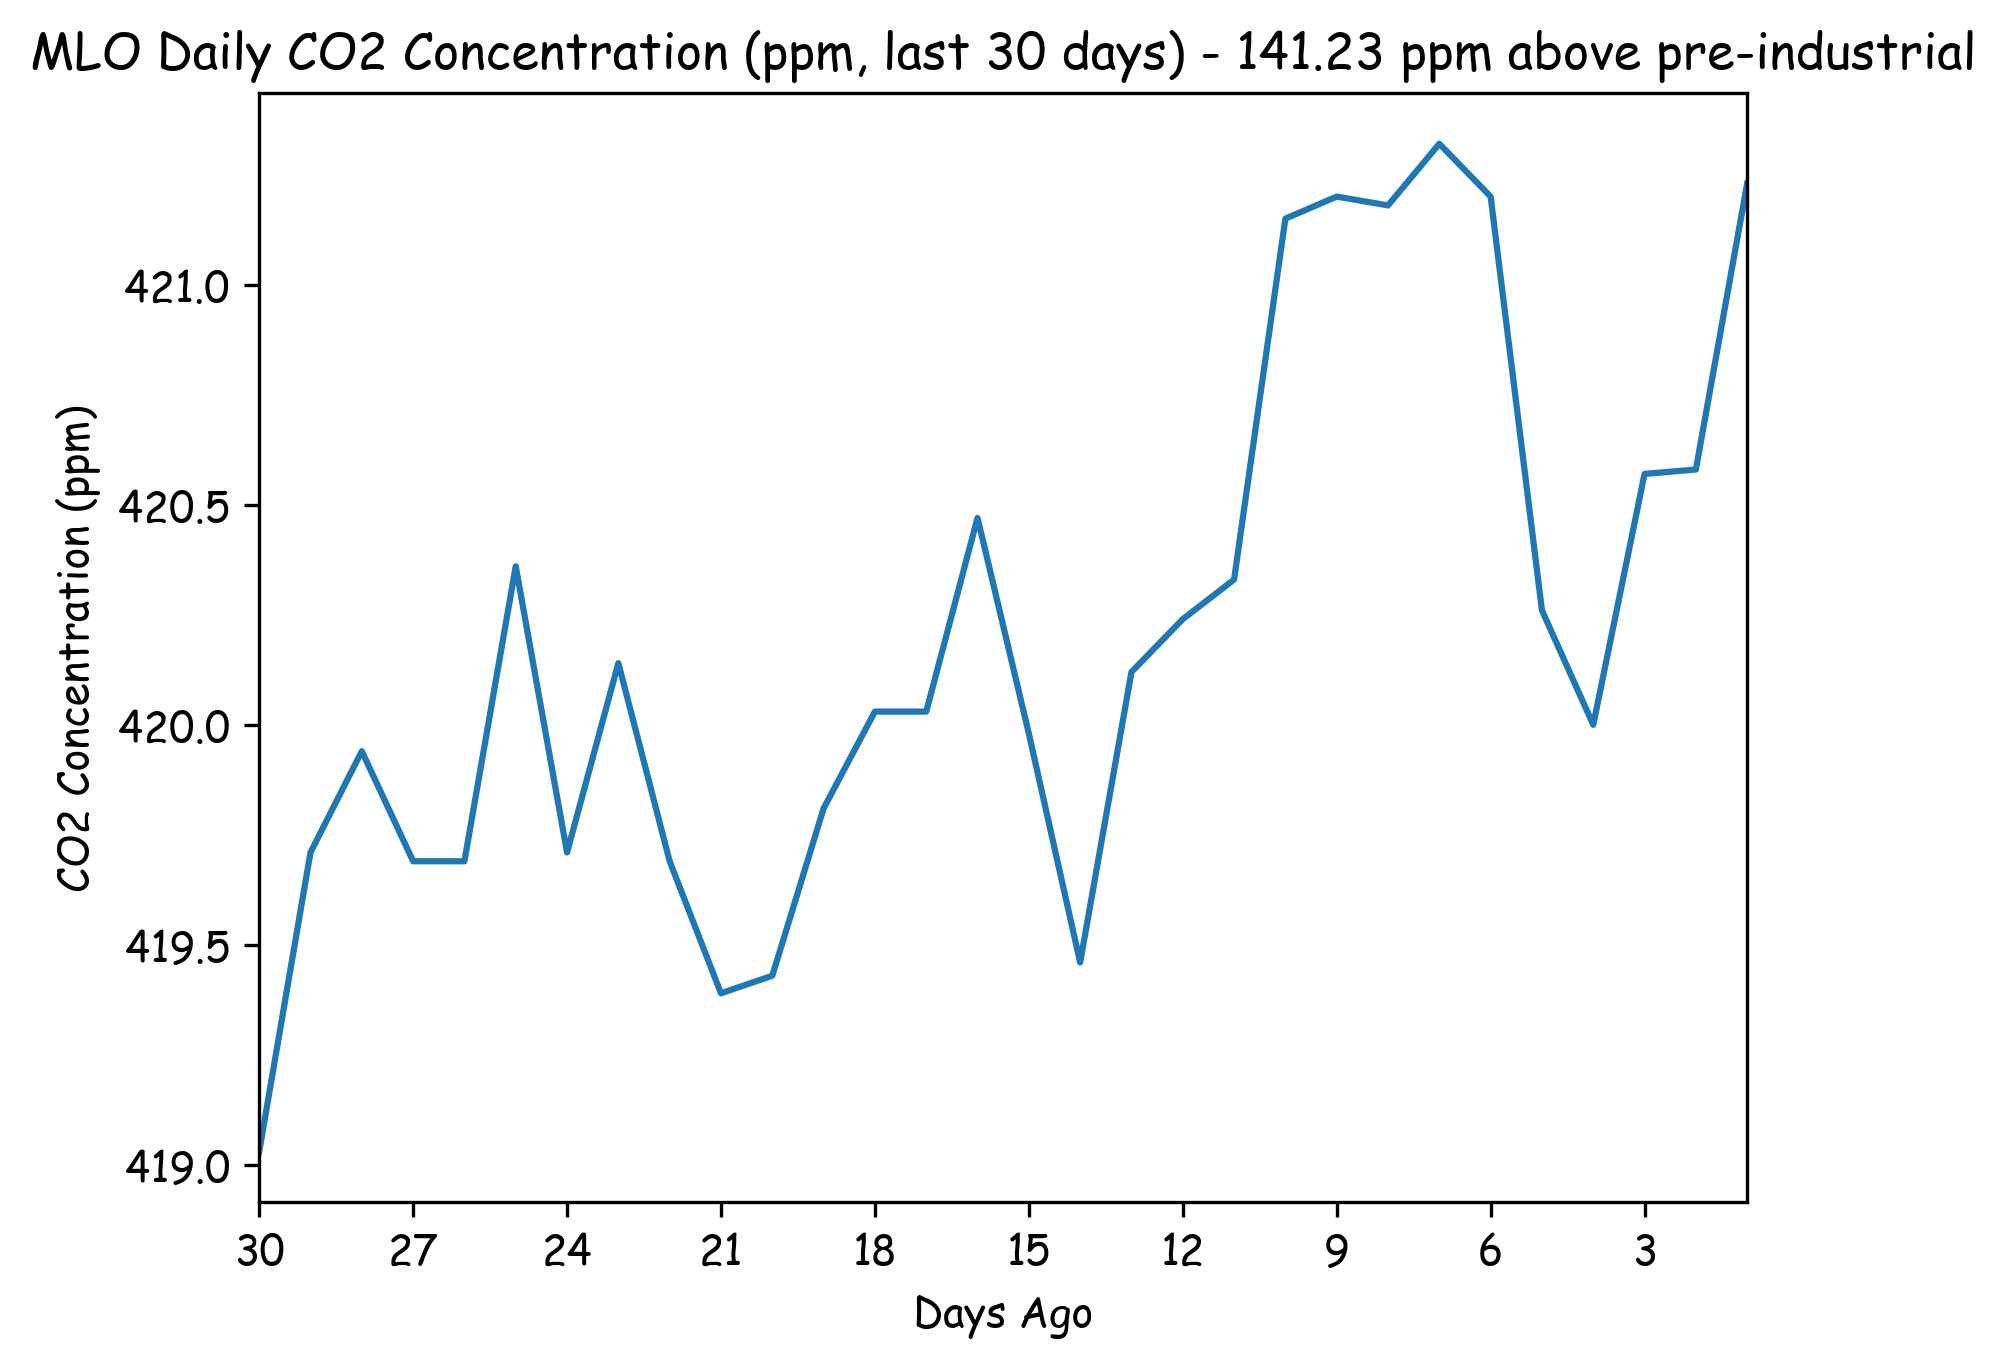 MLO Daily CO2 Concentration (ppm, last 30 days) - 141.23 ppm above pre-industrial
CO2 Concentration (ppm)
421.0
420.5
420.0
419.5
419.0
30 27 24 21 18 15 12 9 6 3
Days Ago